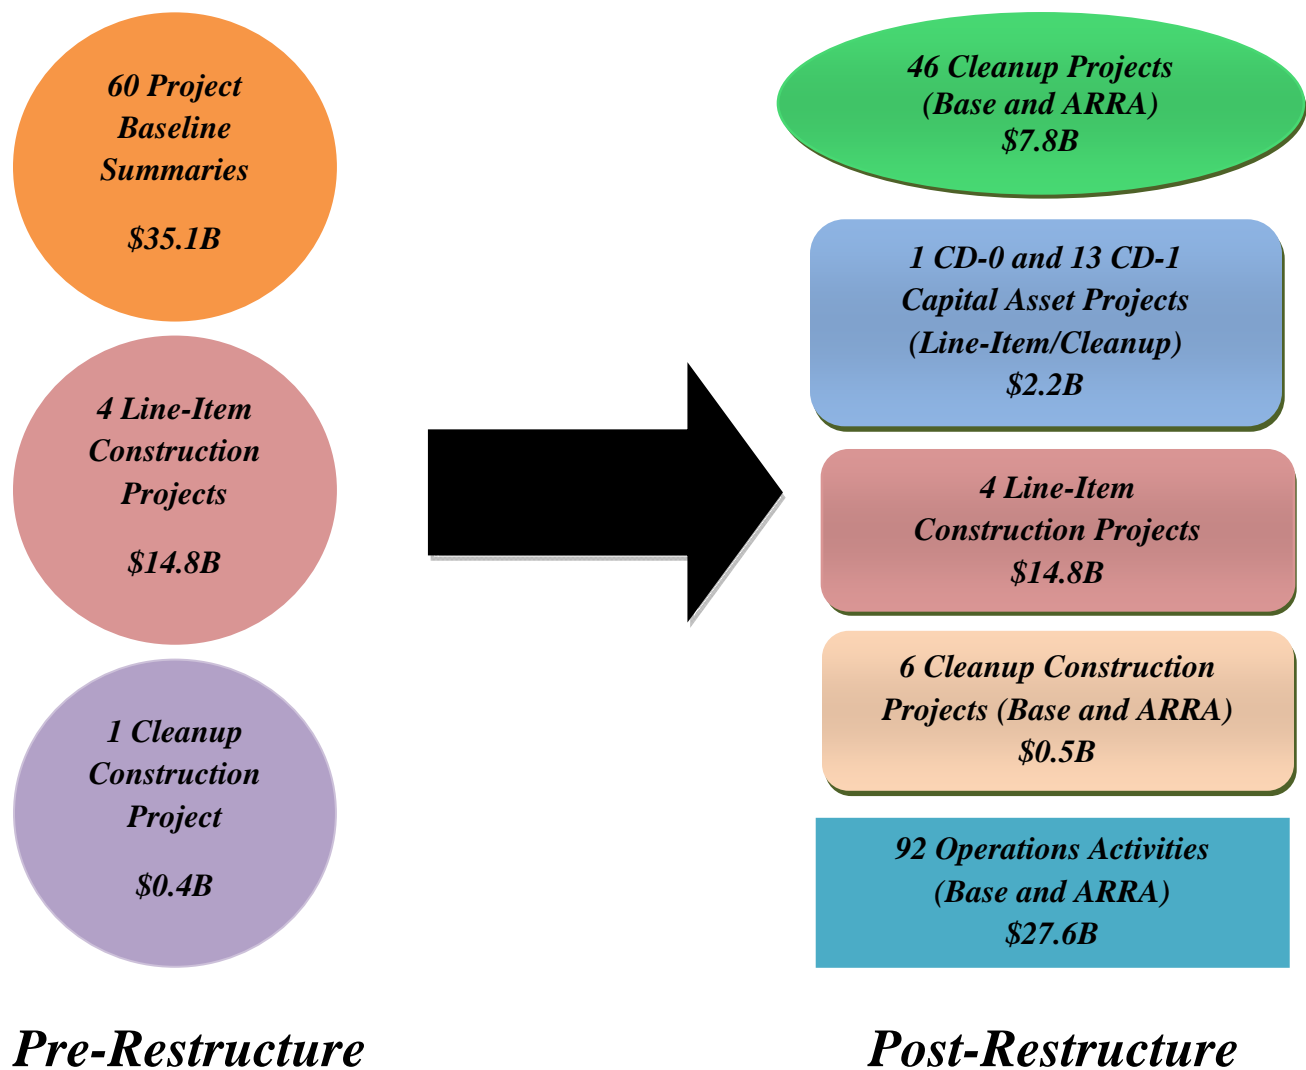 60 Project
Baseline
Summaries
$35.1B
4 Line-Item
Construction
Projects
$14.8B
1 Cleanup
Construction
Project
$0.4B
Pre-Restructure
46 Cleanup Projects
(Base and ARRA)
$7.8B
1 CD-0 and 13 CD-1
Capital Asset Projects
(Line-Item/Cleanup)
$2.2B
4 Line-Item
Construction Projects
$14.8B
6 Cleanup Construction
Projects (Base and ARRA)
$0.5B
92 Operations Activities
(Base and ARRA)
$27.6B
Post-Restructure